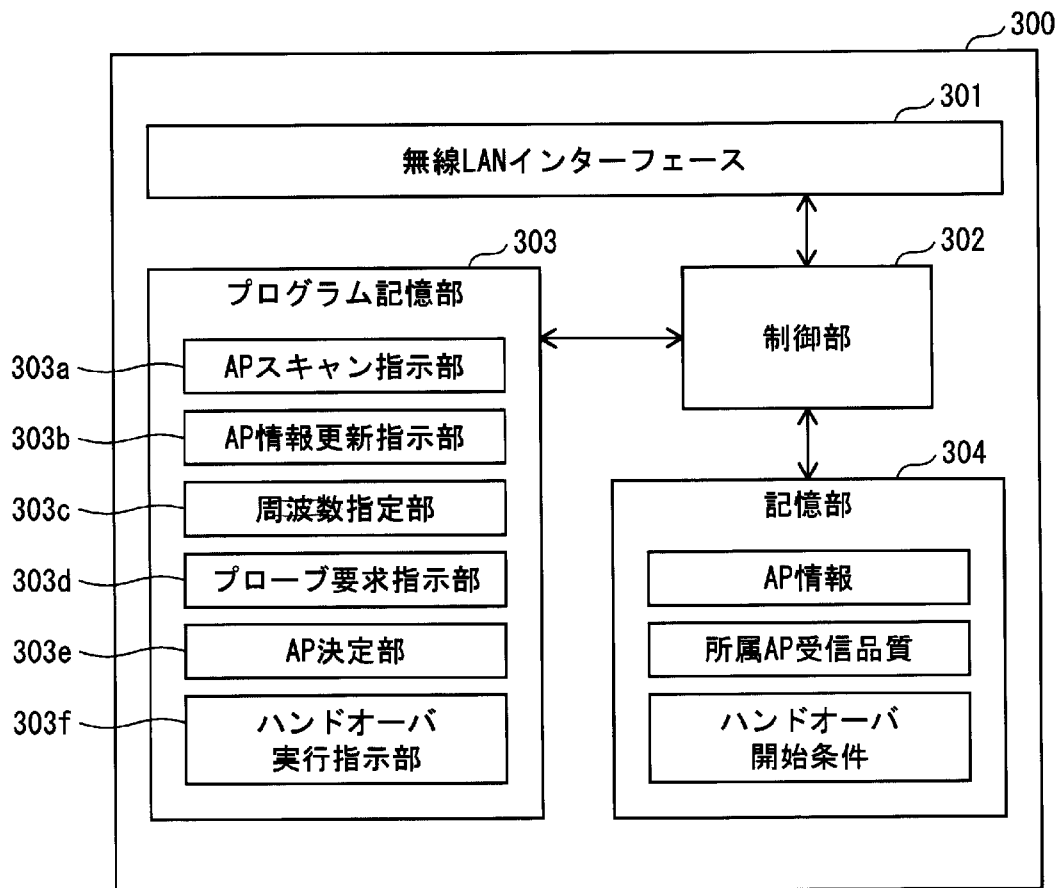 300
301
無線LANインターフェース
303
302
プログラム記憶部
制御部
303a
APスキャン指示部
303b
AP情報更新指示部
303c
周波数指定部
303d
プローブ要求指示部
303e
AP決定部
303f
ハンドオーバ
実行指示部
304
記憶部
AP情報
所属AP受信品質
ハンドオーバ
開始条件